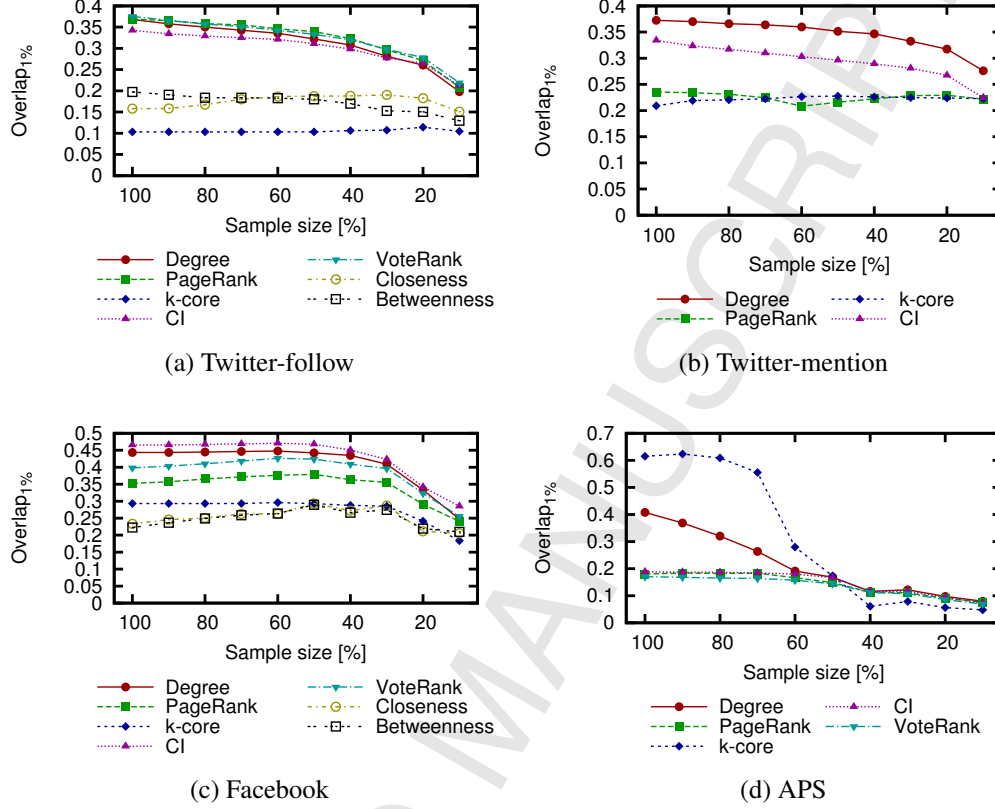 0.4
0.35
0.3
0.25
0.2
0.15
0.1
0.05
0
Overlap1%
100 80 60 40 20
Sample size [%]
Degree
PageRank
k-core
CI
VoteRank
Closeness
Betweenness
(a) Twitter-follow
0.4
0.35
0.3
0.25
0.2
0.15
0.1
0.05
0
Overlap1%
100 80 60 40 20
Sample size [%]
Degree
PageRank
k-core
CI
(b) Twitter-mention
0.5
0.45
0.4
0.35
0.3
0.25
0.2
0.15
0.1
0.05
0
Overlap1%
100 80 60 40 20
Sample size [%]
Degree
PageRank
k-core
CI
VoteRank
Closeness
Betweenness
(c) Facebook
0.7
0.6
0.5
0.4
0.3
0.2
0.1
0
Overlap1%
100 80 60 40 20
Sample size [%]
Degree
PageRank
k-core
CI
VoteRank
(d) APS
MANUSCRIP